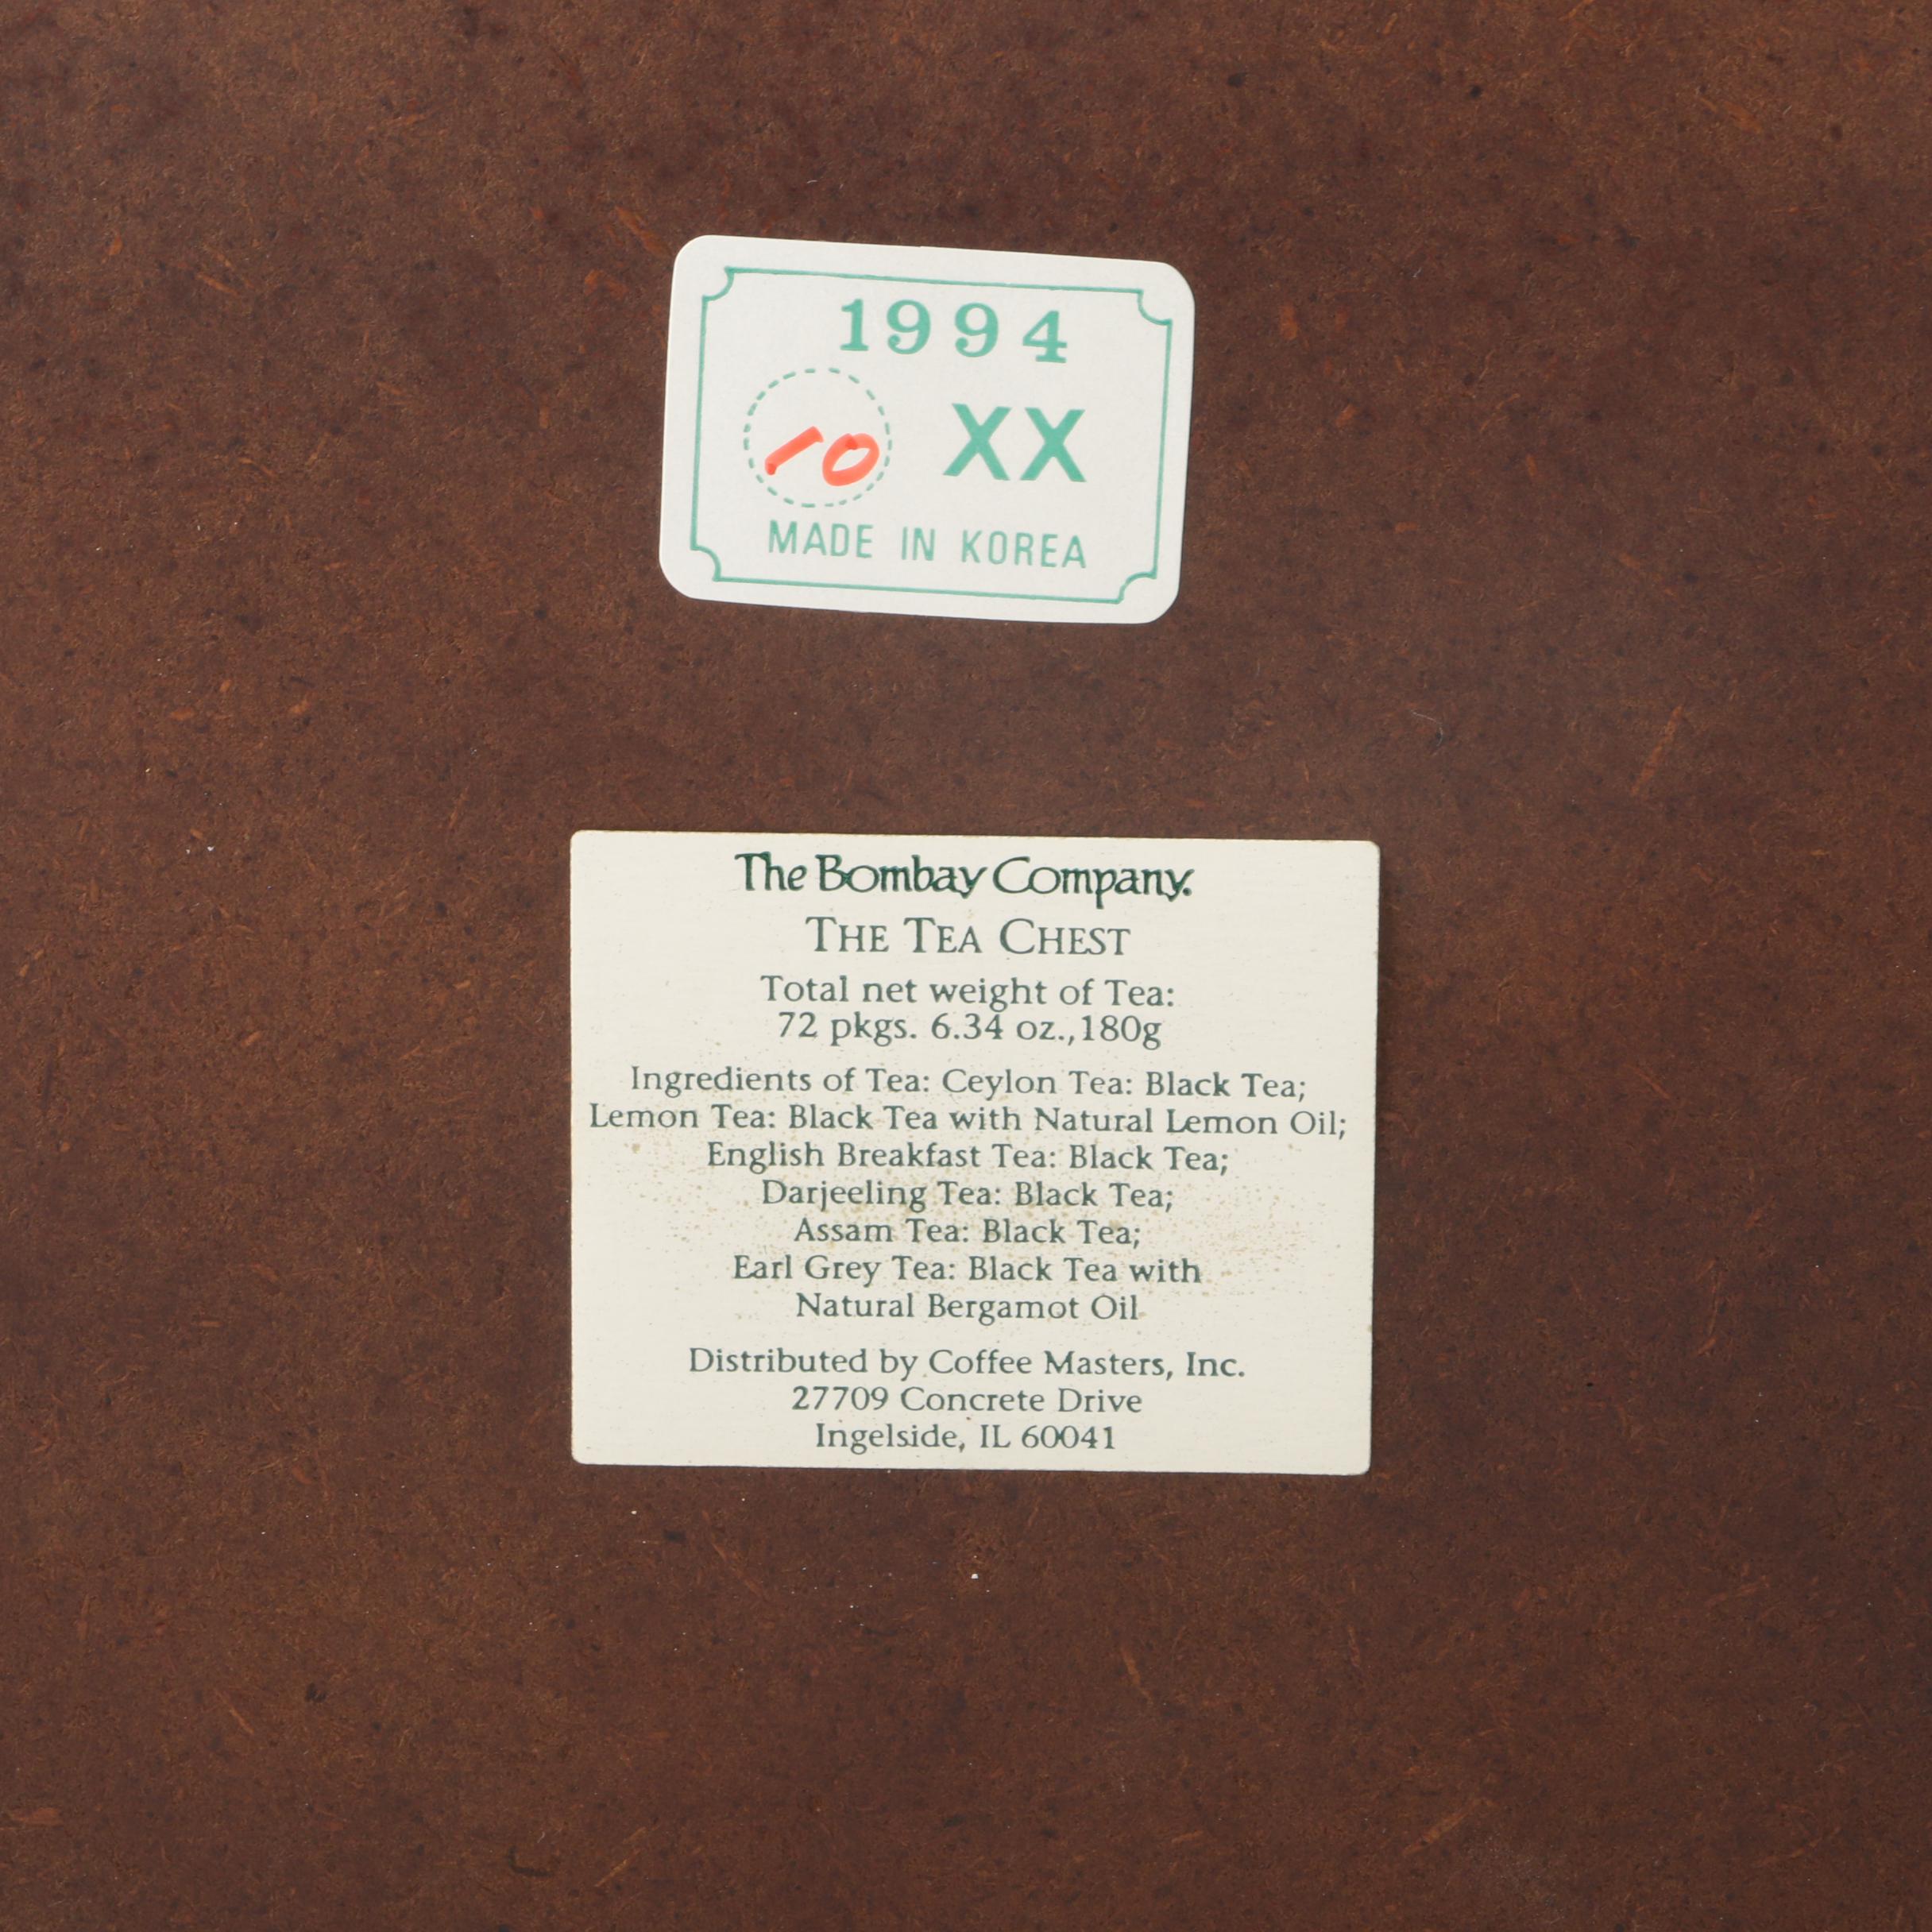 1994
10 XX
MADE IN KOREA
The Bombay Company.
THE TEA CHEST
Total net weight of Tea:
72 pkgs. 6.34 oz.,180g
Ingredients of Tea: Ceylon Tea: Black Tea;
Lemon Tea: Black Tea with Natural Lemon Oil;
English Breakfast Tea: Black Tea;
Darjeeling Tea: Black Tea;
Assam Tea: Black Tea;
Earl Grey Tea: Black Tea with
Natural Bergamot Oil
Distributed by Coffee Masters, Inc.
27709 Concrete Drive
Ingelside, IL 60041